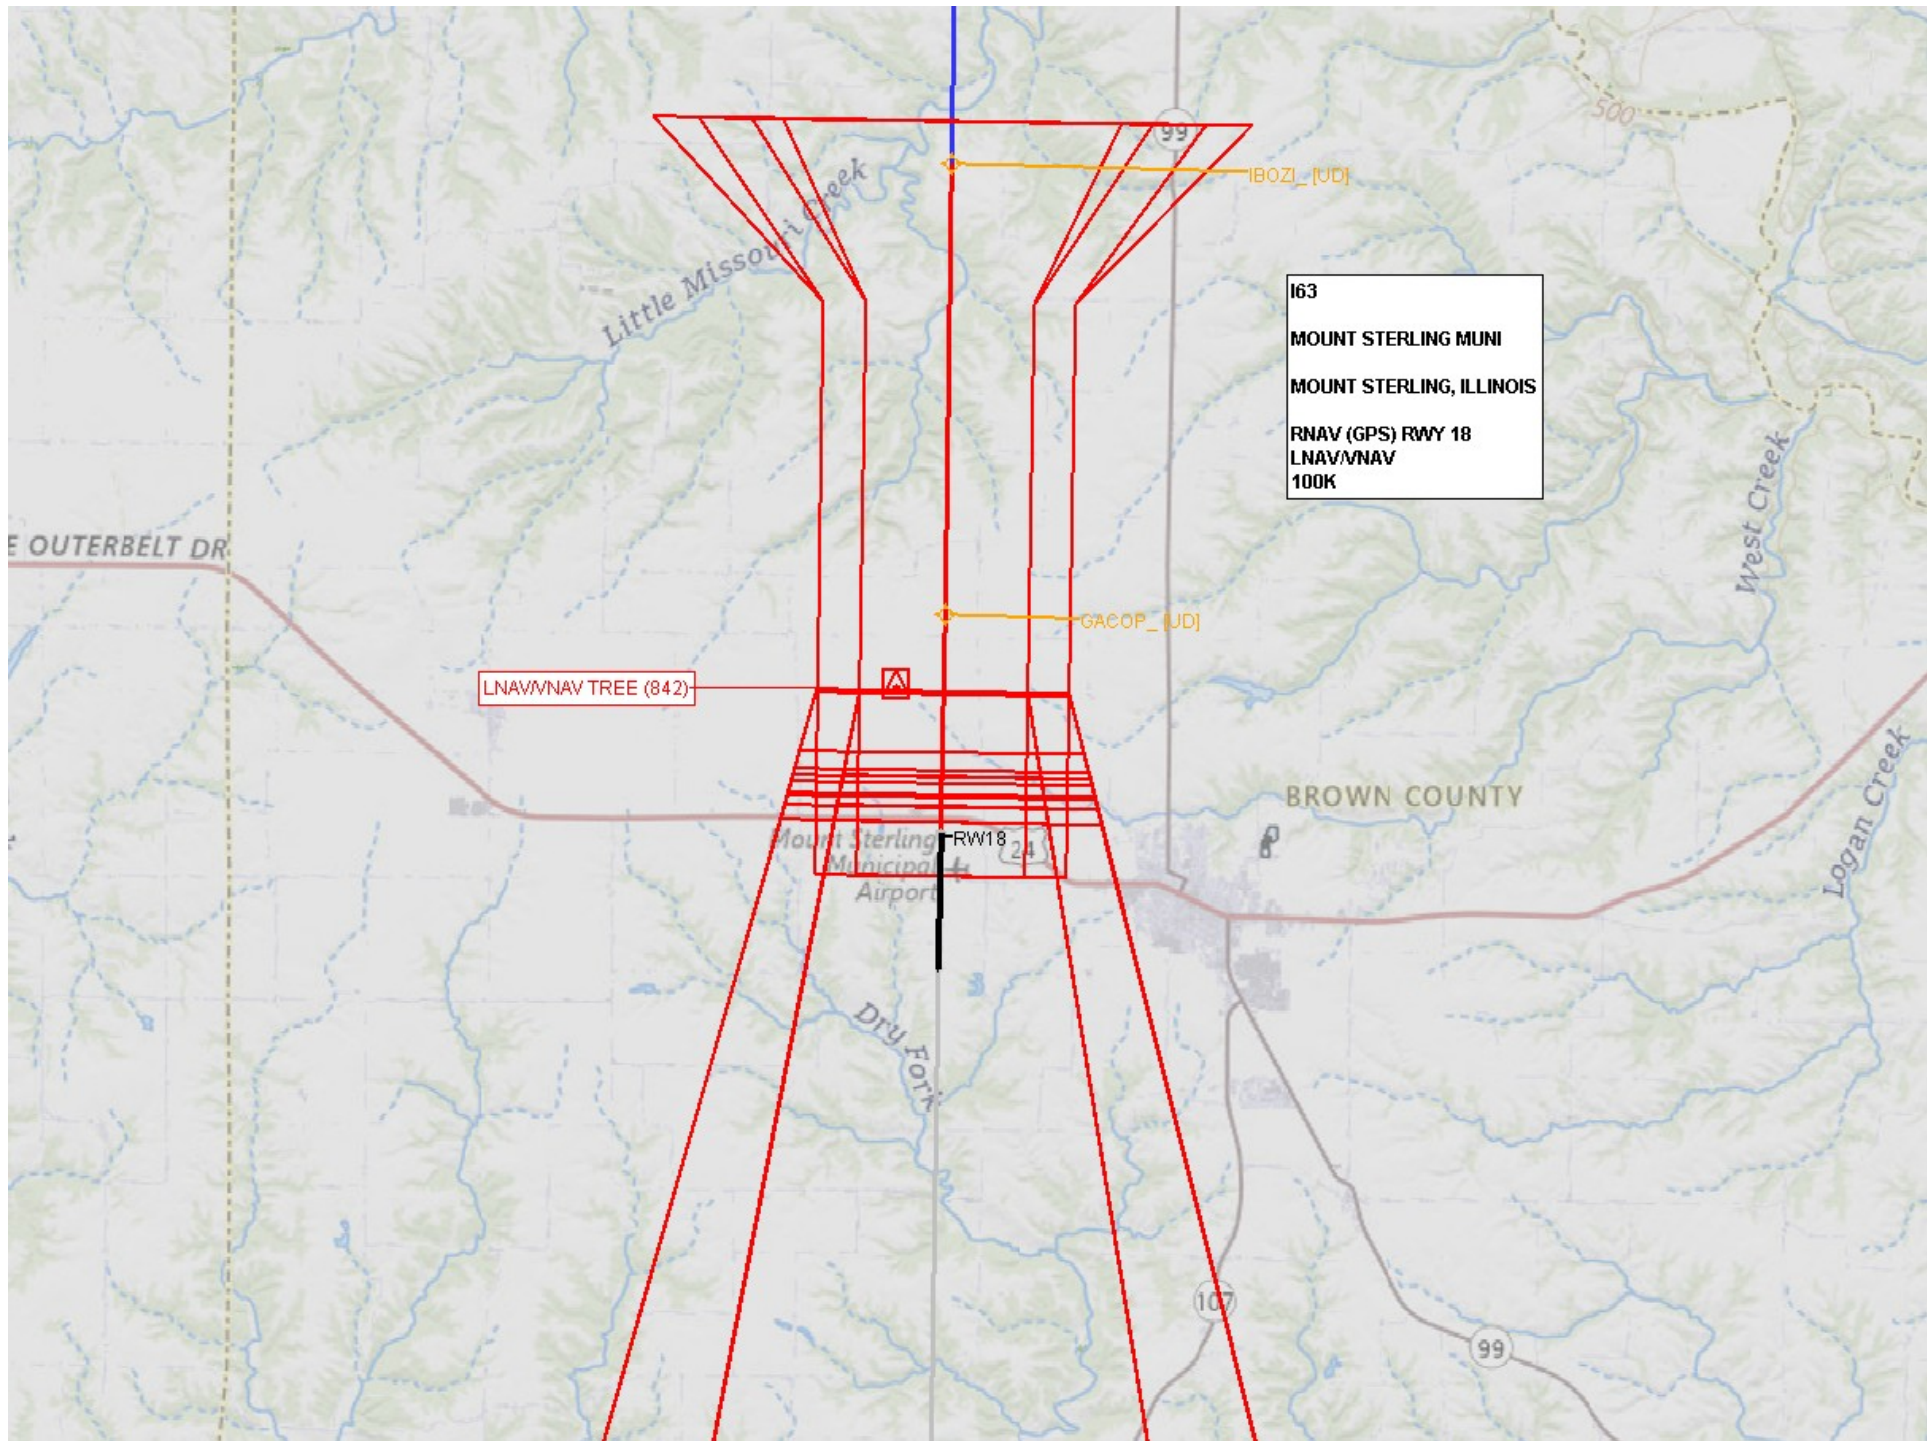 500
99
IBOZI_ [UD]
Little Missouri Creek
I63
MOUNT STERLING MUNI
MOUNT STERLING, ILLINOIS
RNAV (GPS) RWY 18
LNAV/VNAV
100K
West Creek
E OUTERBELT DR
GACOP_ [UD]
LNAV/VNAV TREE (842)
BROWN COUNTY
Logan Creek
RW18
24
Mount Sterling
Municipal
Airport
Dry Fork
107
99